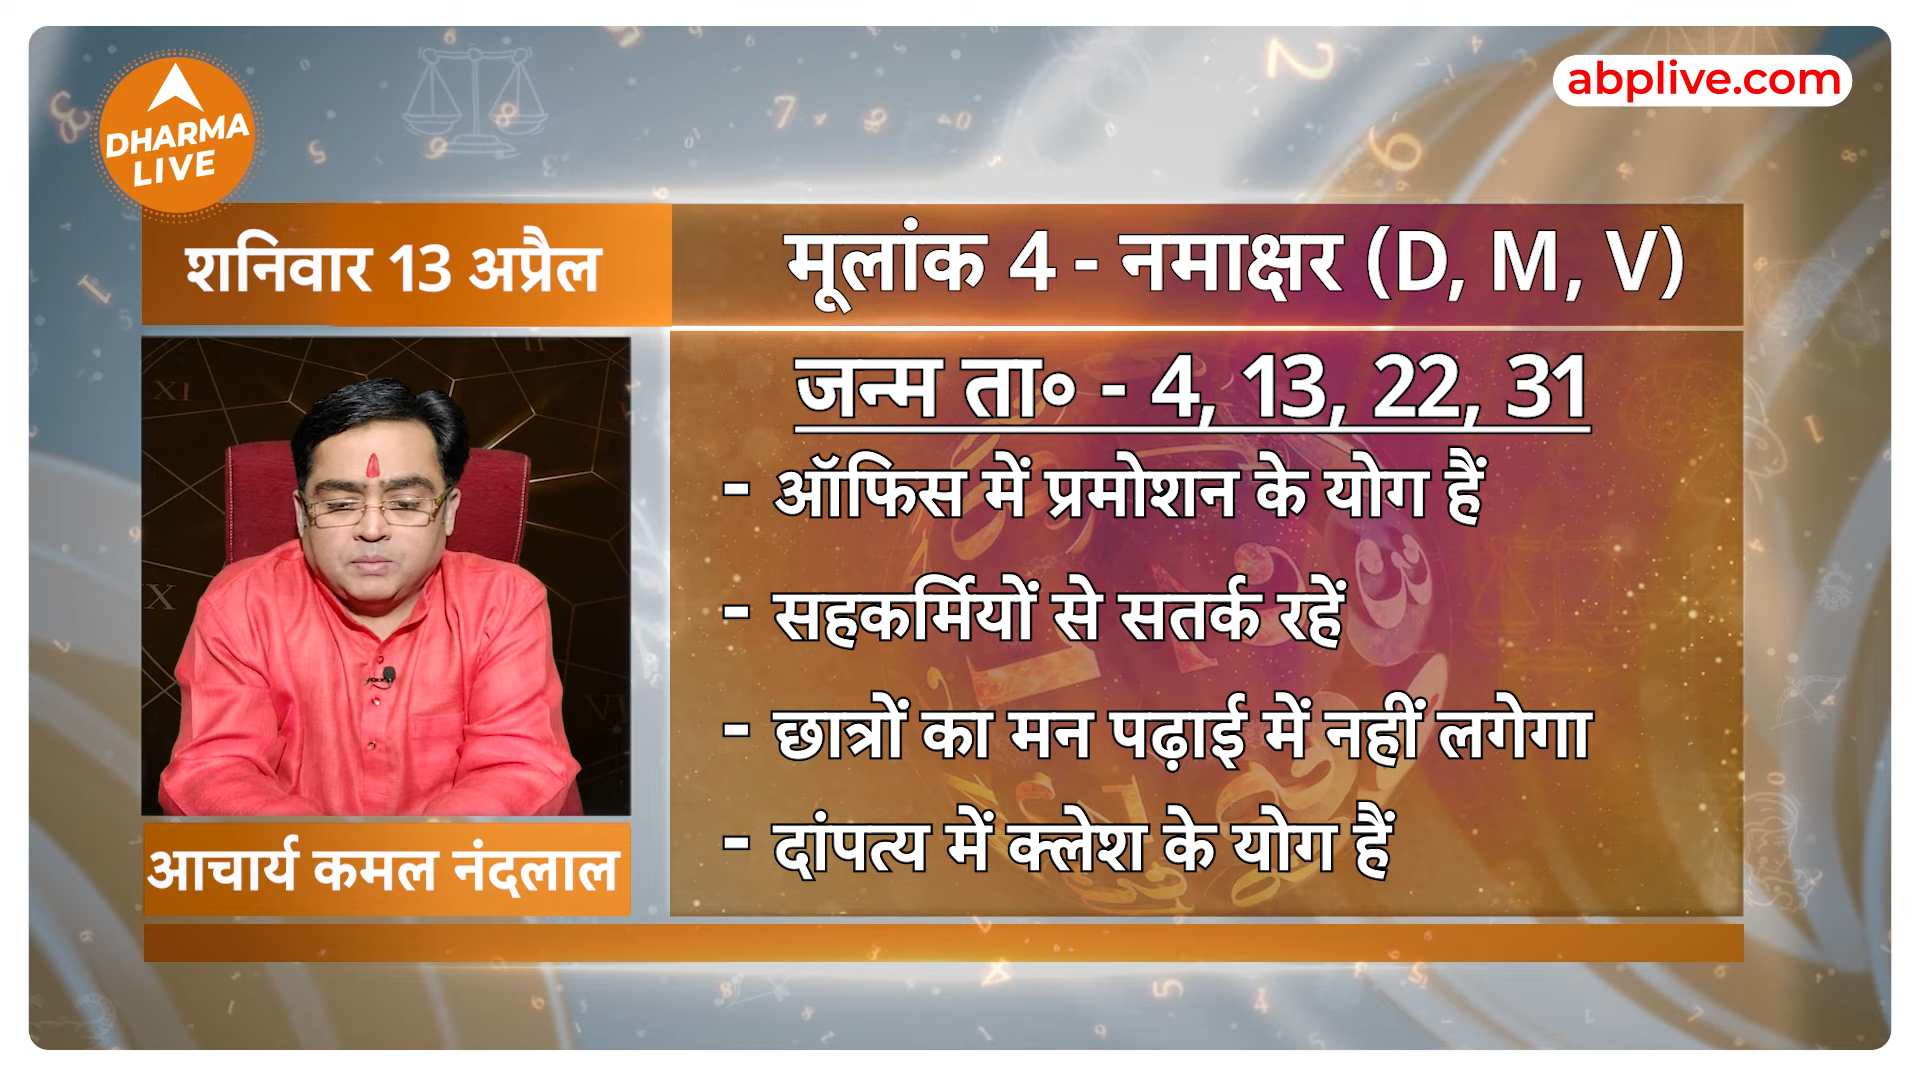 DHARMA
LIVE
abplive.com
शनिवार 13 अप्रैल
मूलांक 4 - नमाक्षर (D, M, V)
जन्म ता० - 4, 13, 22, 31
- ऑफिस में प्रमोशन के योग हैं
- सहकर्मियों से सतर्क रहें
- छात्रों का मन पढ़ाई में नहीं लगेगा
- दांपत्य में क्लेश के योग हैं
आचार्य कमल नंदलाल